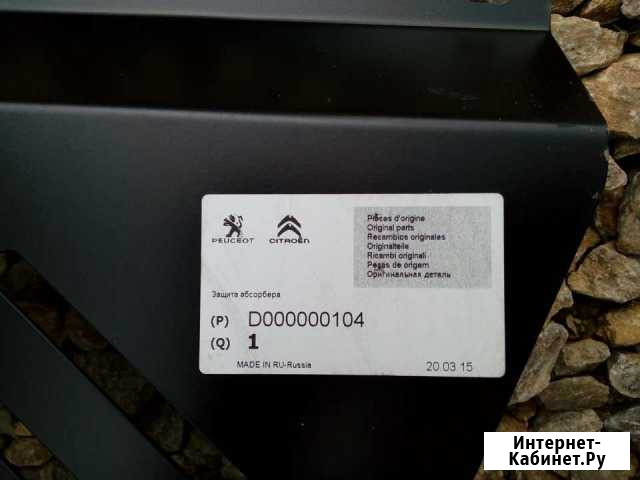 PEUGEOT
CITROËN
Pièces d'origine
Original parts
Recambios originales
Originalteile
Ricambi originali
Peças de origem
Оригинальная деталь
Защита абсорбера
(P) D000000104
(Q) 1
MADE IN RU-Russia
20.03.15
Интернет-
Кабинет.Ру